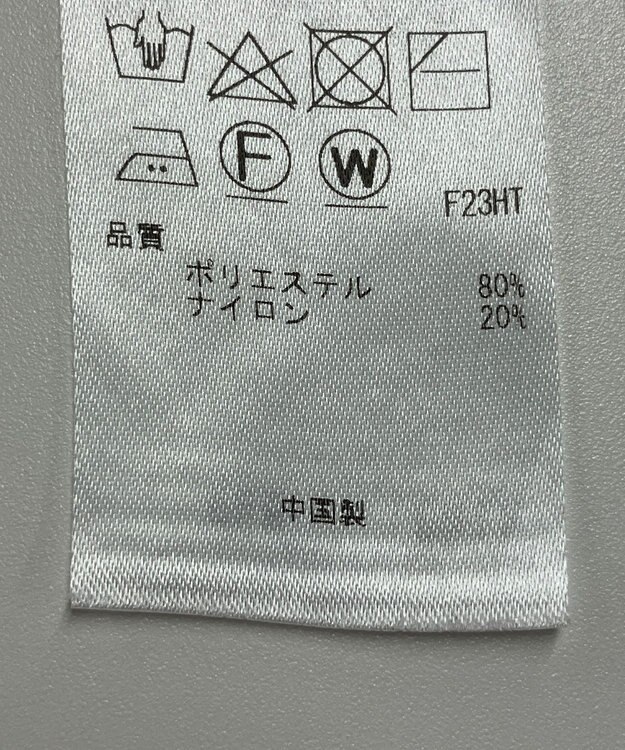 F W
F23HT
品質
ポリエステル 80%
ナイロン 20%
中国製